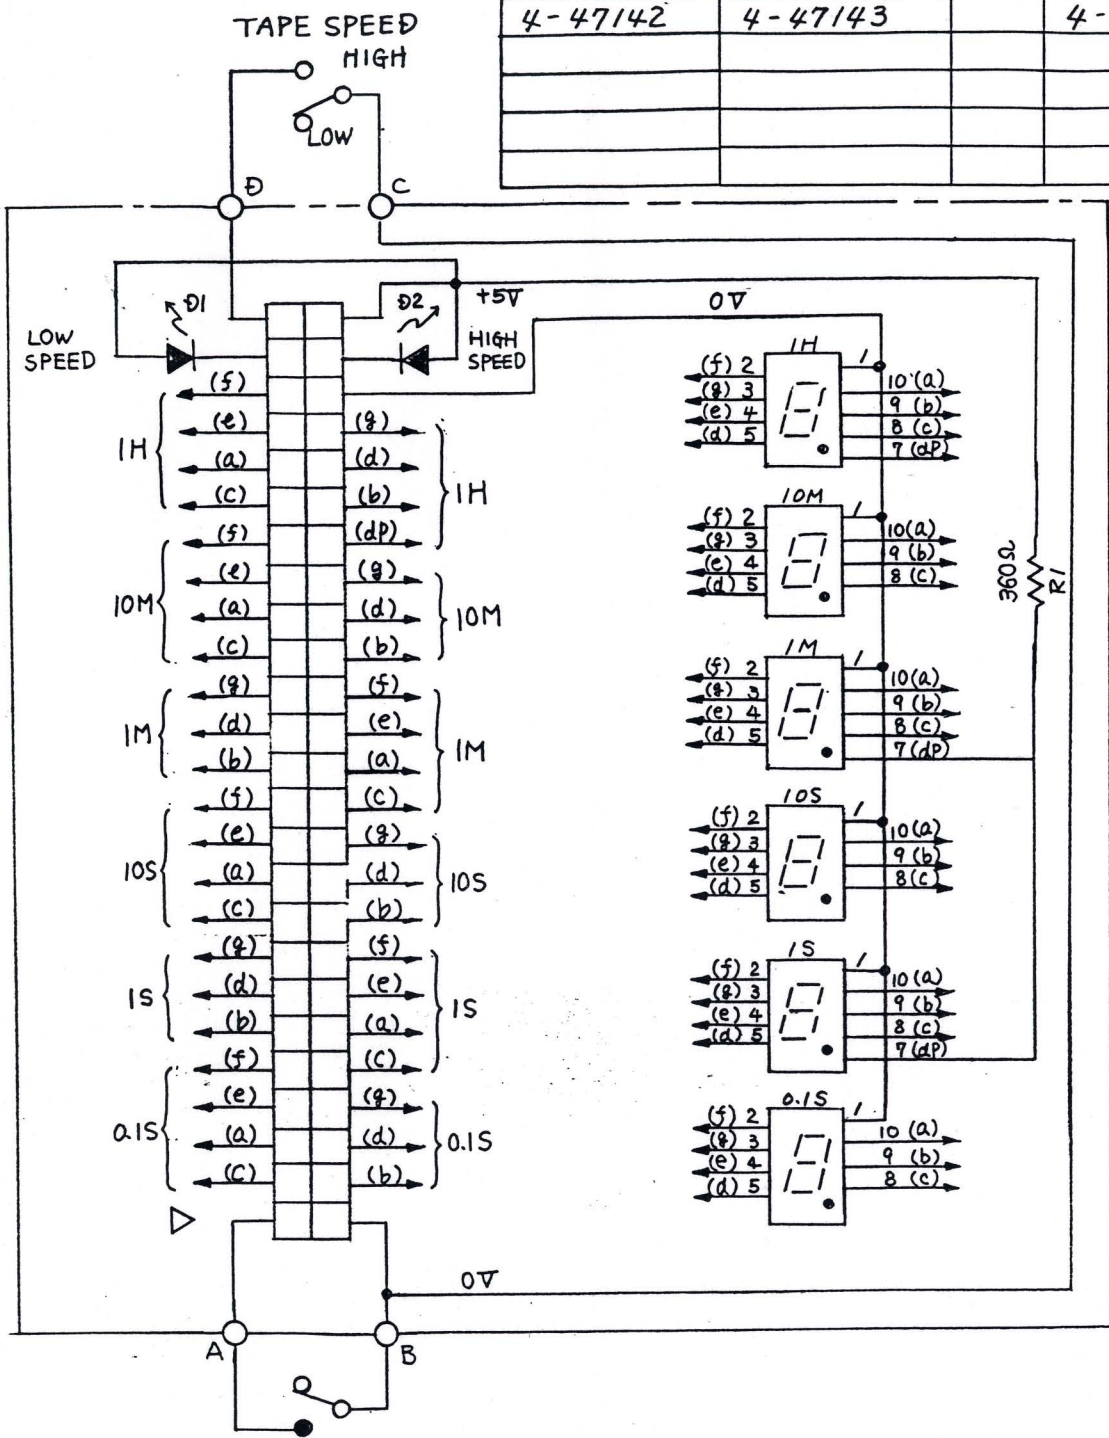 TAPE SPEED
HIGH
LOW
4-47142
4-47143
4-
D
C
D1
D2
+5V
0V
LOW
SPEED
HIGH
SPEED
1H
(f)
(e)
(a)
(c)
10M
(f)
(e)
(a)
(c)
1M
(g)
(d)
(b)
10S
(f)
(e)
(a)
(c)
1S
(g)
(d)
(b)
0.1S
(f)
(e)
(a)
(c)
(g)
(d)
(b)
(dP)
1H
(g)
(d)
(b)
10M
(f)
(e)
(a)
(c)
1M
(g)
(d)
(b)
10S
(f)
(e)
(a)
(c)
1S
(g)
(d)
(b)
0.1S
1H
(f) 2
(g) 3
(e) 4
(d) 5
1
10 (a)
9 (b)
8 (c)
7 (dP)
10M
(f) 2
(g) 3
(e) 4
(d) 5
1
10(a)
9 (b)
8 (c)
1M
(f) 2
(g) 3
(e) 4
(d) 5
1
10(a)
9 (b)
8 (c)
7 (dP)
10S
(f) 2
(g) 3
(e) 4
(d) 5
1
10(a)
9 (b)
8 (c)
1S
(f) 2
(g) 3
(e) 4
(d) 5
1
10(a)
9 (b)
8 (c)
7 (dP)
0.1S
(f) 2
(g) 3
(e) 4
(d) 5
1
10 (a)
9 (b)
8 (c)
360Ω
R1
0V
A
B